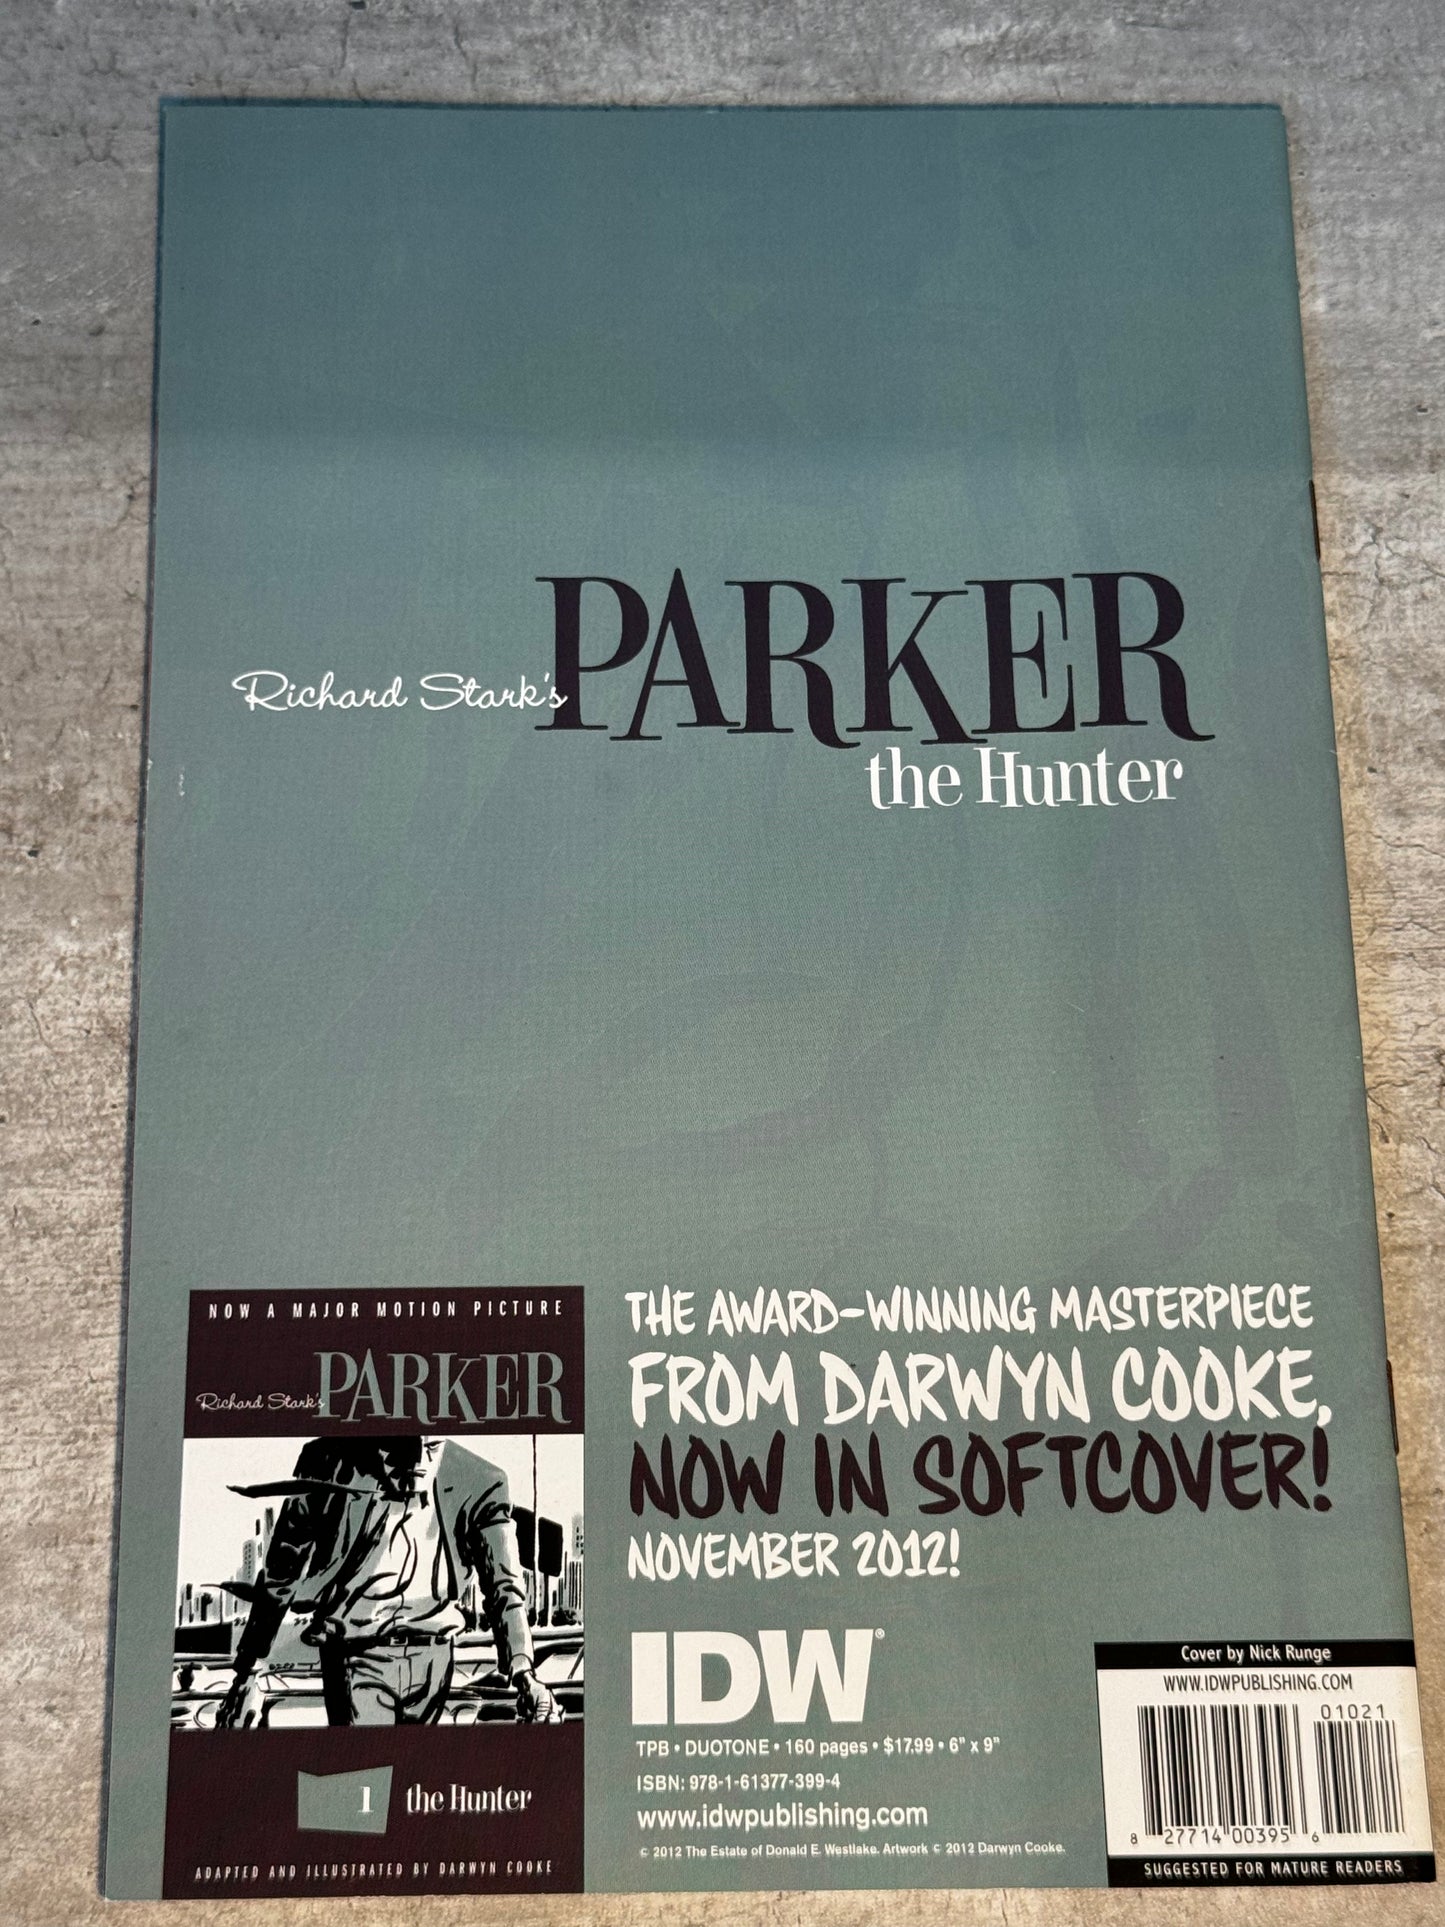 Richard Stark's PARKER
the Hunter
NOW A MAJOR MOTION PICTURE
Richard Stark's PARKER
1 the Hunter
ADAPTED AND ILLUSTRATED BY DARWYN COOKE
THE AWARD-WINNING MASTERPIECE
FROM DARWYN COOKE,
NOW IN SOFTCOVER!
NOVEMBER 2012!
IDW®
TPB • DUOTONE • 160 pages • $17.99 • 6" x 9"
ISBN: 978-1-61377-399-4
www.idwpublishing.com
© 2012 The Estate of Donald E. Westlake. Artwork © 2012 Darwyn Cooke.
Cover by Nick Runge
WWW.IDWPUBLISHING.COM
01021
8 27714 00395 6
SUGGESTED FOR MATURE READERS